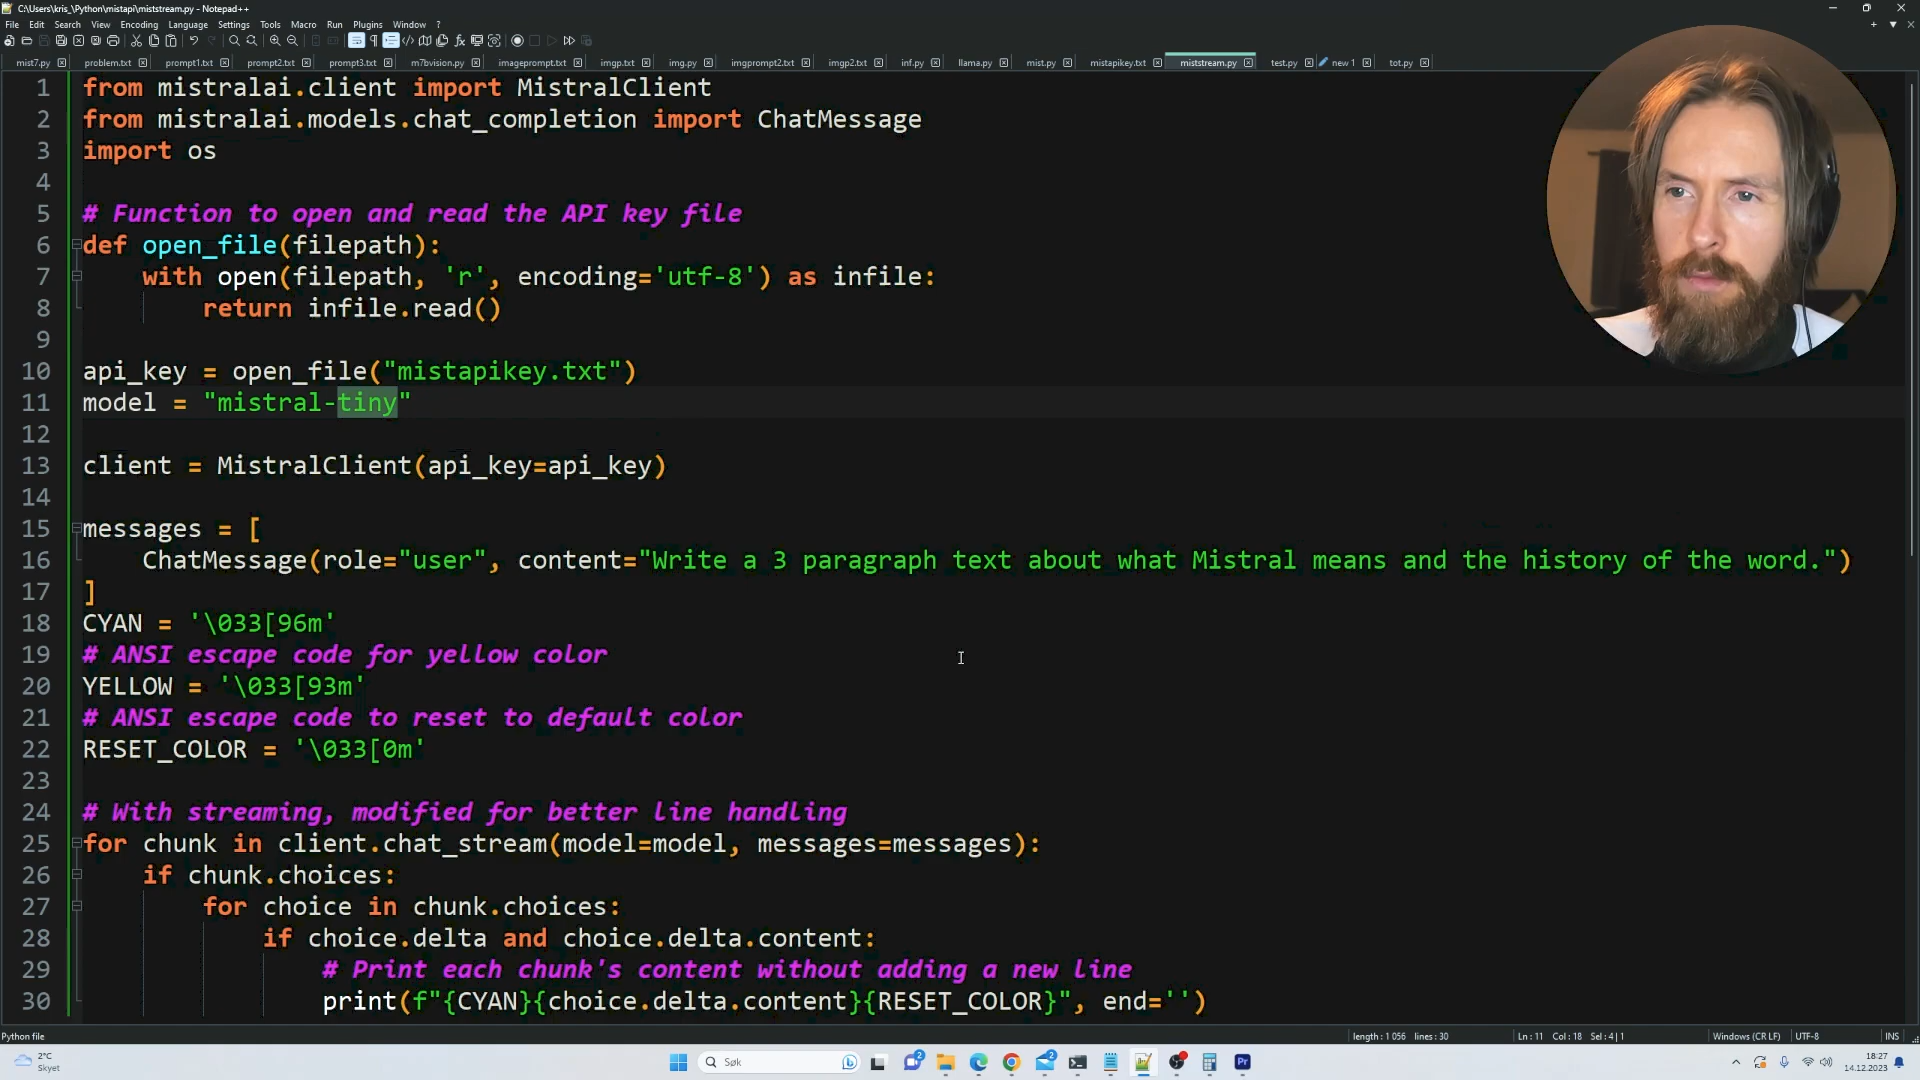 C:\Users\kris_\Python\mistapi\miststream.py - Notepad++
File Edit Search View Encoding Language Settings Tools Macro Run Plugins Window ?
mist7.py problem.txt prompt1.txt prompt2.txt prompt3.txt m7bvision.py imageprompt.txt imgp.txt img.py imgprompt2.txt imgp2.txt inf.py llama.py mist.py mistapikey.txt miststream.py test.py new 1 tot.py
1 from mistralai.client import MistralClient
2 from mistralai.models.chat_completion import ChatMessage
3 import os
4
5 # Function to open and read the API key file
6 def open_file(filepath):
7 with open(filepath, 'r', encoding='utf-8') as infile:
8 return infile.read()
9
10 api_key = open_file("mistapikey.txt")
11 model = "mistral-tiny"
12
13 client = MistralClient(api_key=api_key)
14
15 messages = [
16 ChatMessage(role="user", content="Write a 3 paragraph text about what Mistral means and the history of the word.")
17 ]
18 CYAN = '\033[96m'
19 # ANSI escape code for yellow color
20 YELLOW = '\033[93m'
21 # ANSI escape code to reset to default color
22 RESET_COLOR = '\033[0m'
23
24 # With streaming, modified for better line handling
25 for chunk in client.chat_stream(model=model, messages=messages):
26 if chunk.choices:
27 for choice in chunk.choices:
28 if choice.delta and choice.delta.content:
29 # Print each chunk's content without adding a new line
30 print(f"{CYAN}{choice.delta.content}{RESET_COLOR}", end='')
Python file length : 1 056 lines : 30 Ln : 11 Col : 18 Sel : 4 | 1 Windows (CR LF) UTF-8 INS
2°C
Skyet
Søk
2
2
Pr
18:27
14.12.2023